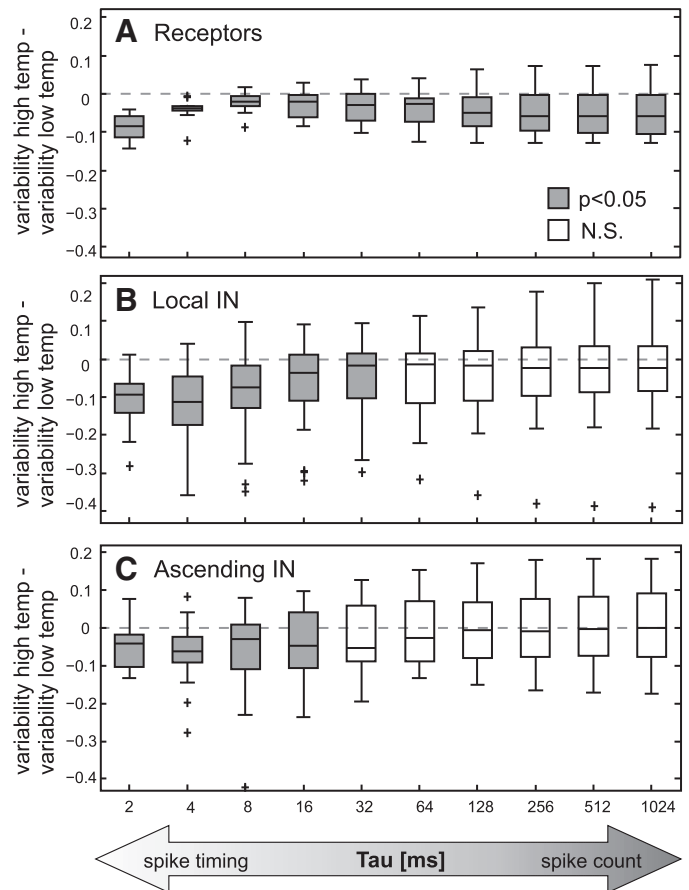 A Receptors
variability high temp -
variability low temp
0.2
0.1
0
−0.1
−0.2
−0.3
−0.4
p<0.05
N.S.
B Local IN
variability high temp -
variability low temp
0.2
0.1
0
−0.1
−0.2
−0.3
−0.4
C Ascending IN
variability high temp -
variability low temp
0.2
0.1
0
−0.1
−0.2
−0.3
−0.4
2 4 8 16 32 64 128 256 512 1024
spike timing Tau [ms] spike count